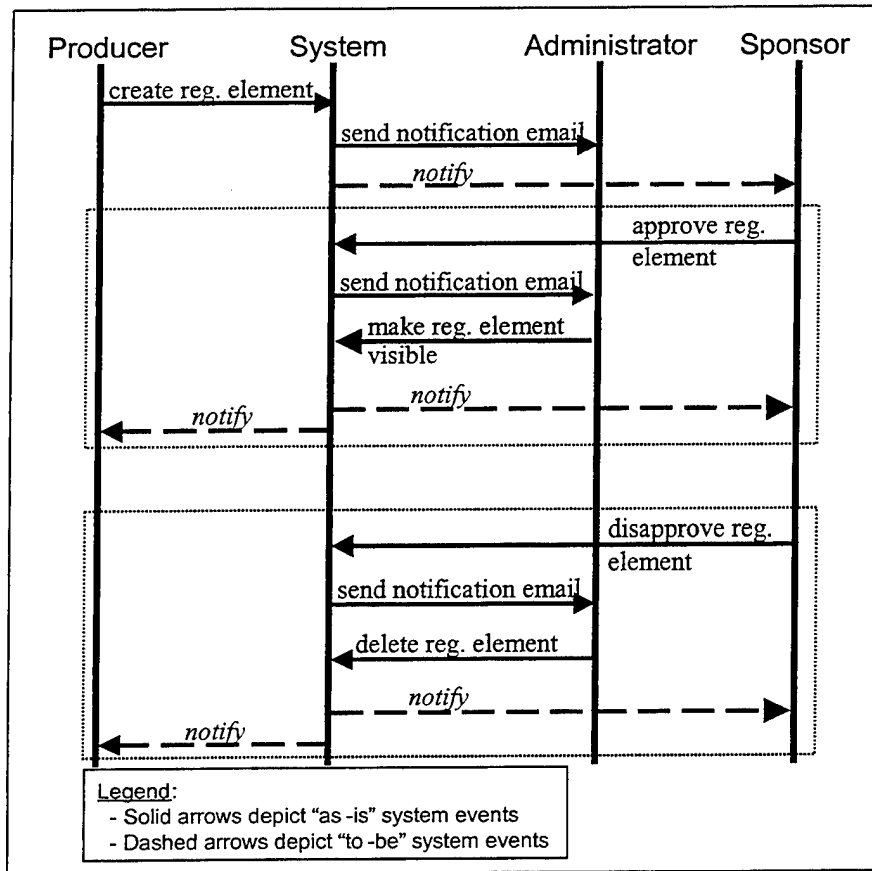 Producer System Administrator Sponsor
create reg. element
send notification email
notify
approve reg.
element
send notification email
make reg. element
visible
notify
notify
disapprove reg.
element
send notification email
delete reg. element
notify
notify
Legend:
- Solid arrows depict “as -is” system events
- Dashed arrows depict “to -be” system events